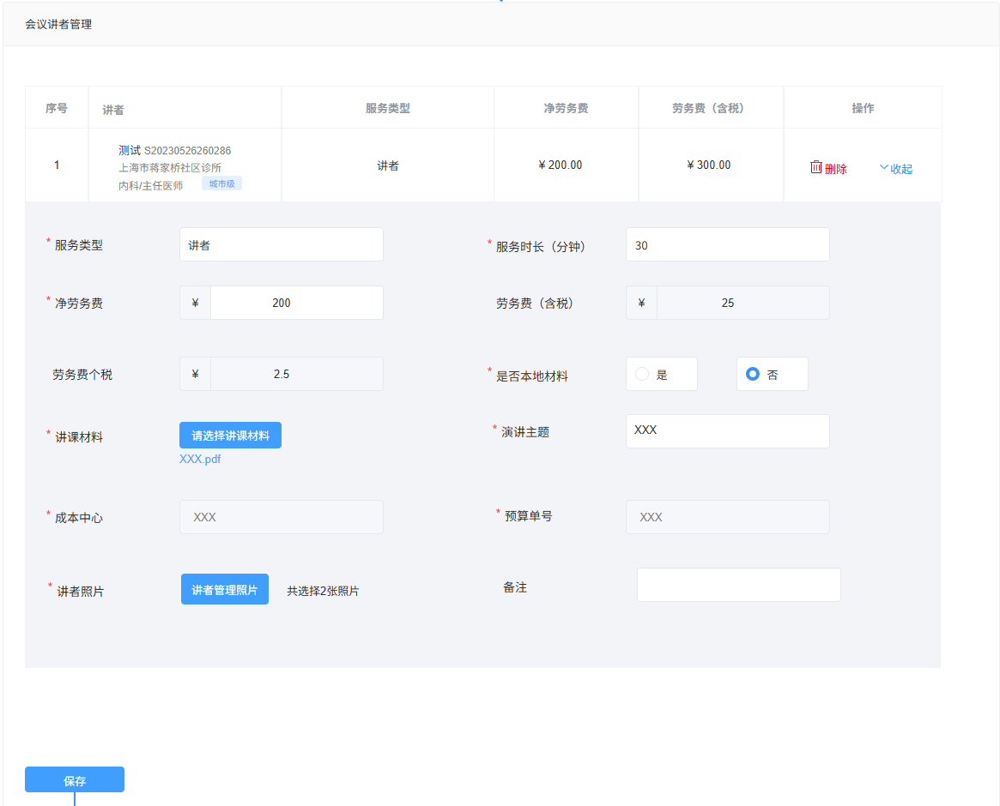 会议讲者管理
序号 讲者 服务类型 净劳务费 劳务费（含税） 操作
测试 S20230526260286
1 上海市蒋家桥社区诊所 讲者 ¥ 200.00 ¥ 300.00 删除 收起
内科/主任医师 城市级
* 服务类型 讲者 * 服务时长（分钟） 30
* 净劳务费 ¥ 200 劳务费（含税） ¥ 25
劳务费个税 ¥ 2.5 * 是否本地材料 是 否
* 讲课材料 请选择讲课材料 * 演讲主题 XXX
XXX.pdf
* 成本中心 XXX * 预算单号 XXX
* 讲者照片 讲者管理照片 共选择2张照片 备注
保存